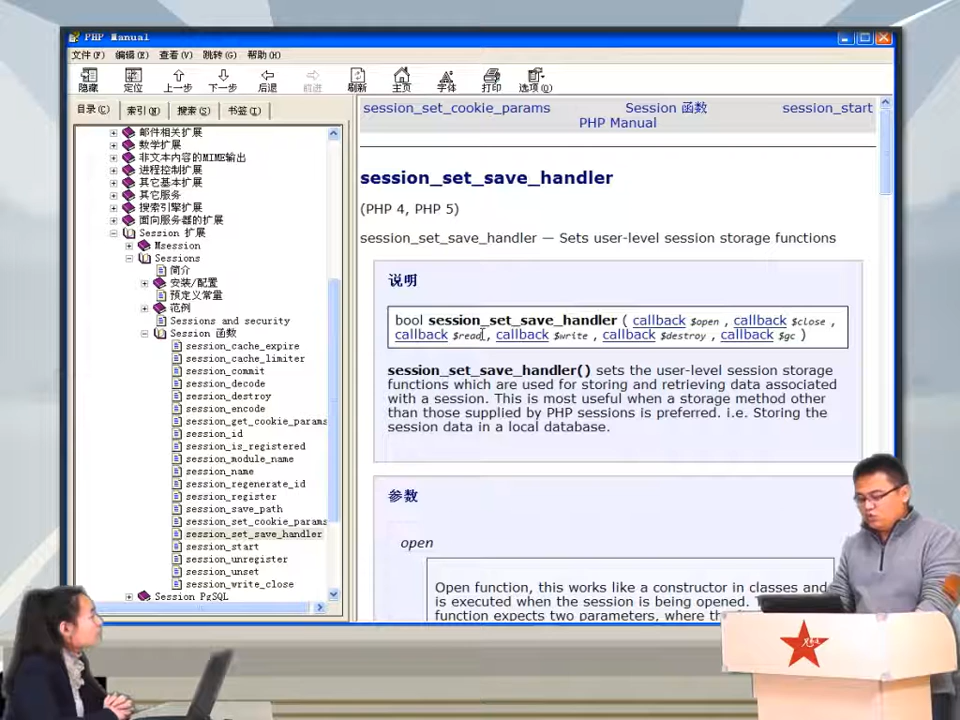 PHP Manual
文件(F) 编辑(E) 查看(V) 跳转(G) 帮助(H)
隐藏 定位 上一步 下一步 后退 前进 刷新 主页 字体 打印 选项(O)
目录(C) 索引(N) 搜索(S) 书签(I)
邮件相关扩展
数学扩展
非文本内容的MIME输出
进程控制扩展
其它基本扩展
其它服务
搜索引擎扩展
面向服务器的扩展
Session 扩展
Msession
Sessions
简介
安装/配置
预定义常量
范例
Sessions and security
Session 函数
session_cache_expire
session_cache_limiter
session_commit
session_decode
session_destroy
session_encode
session_get_cookie_params
session_id
session_is_registered
session_module_name
session_name
session_regenerate_id
session_register
session_save_path
session_set_cookie_params
session_set_save_handler
session_start
session_unregister
session_unset
session_write_close
Session PgSQL
session_set_cookie_params Session 函数 session_start
PHP Manual
session_set_save_handler
(PHP 4, PHP 5)
session_set_save_handler — Sets user-level session storage functions
说明
bool session_set_save_handler ( callback $open , callback $close ,
callback $read , callback $write , callback $destroy , callback $gc )
session_set_save_handler() sets the user-level session storage
functions which are used for storing and retrieving data associated
with a session. This is most useful when a storage method other
than those supplied by PHP sessions is preferred. i.e. Storing the
session data in a local database.
参数
open
Open function, this works like a constructor in classes and
is executed when the session is being opened.
function expects two parameters, where the